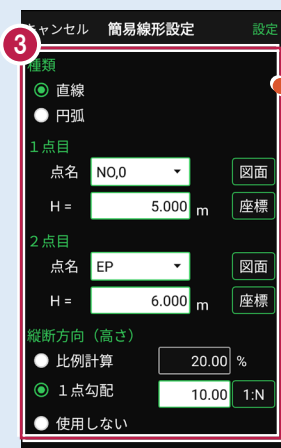 キャンセル 簡易線形設定 設定
3
種類
直線
円弧
1点目
点名 NO,0 図面
H = 5.000 m 座標
2点目
点名 EP 図面
H = 6.000 m 座標
縦断方向（高さ）
比例計算 20.00 %
1点勾配 10.00 1:N
使用しない